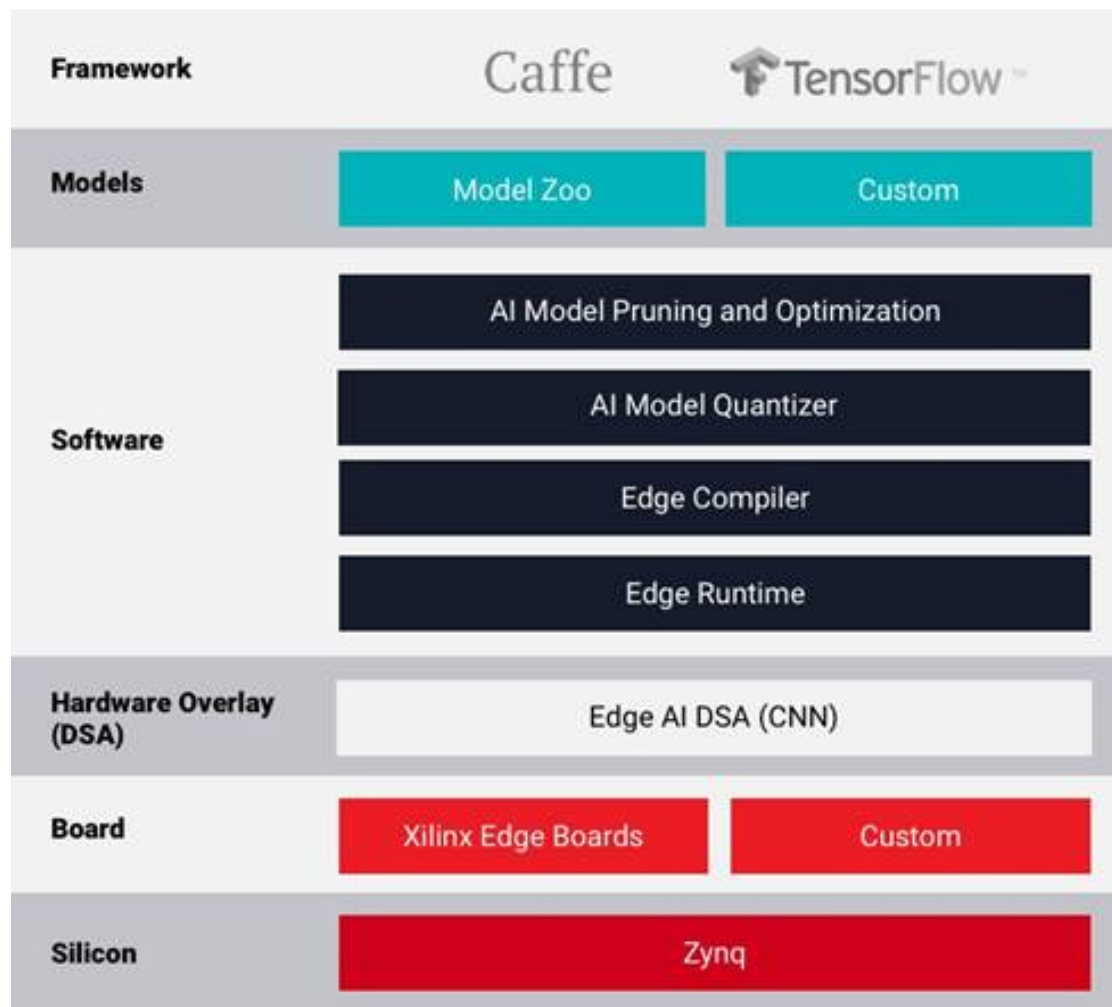 Framework
Caffe
TensorFlow™
Models
Model Zoo
Custom
Software
AI Model Pruning and Optimization
AI Model Quantizer
Edge Compiler
Edge Runtime
Hardware Overlay
(DSA)
Edge AI DSA (CNN)
Board
Xilinx Edge Boards
Custom
Silicon
Zynq